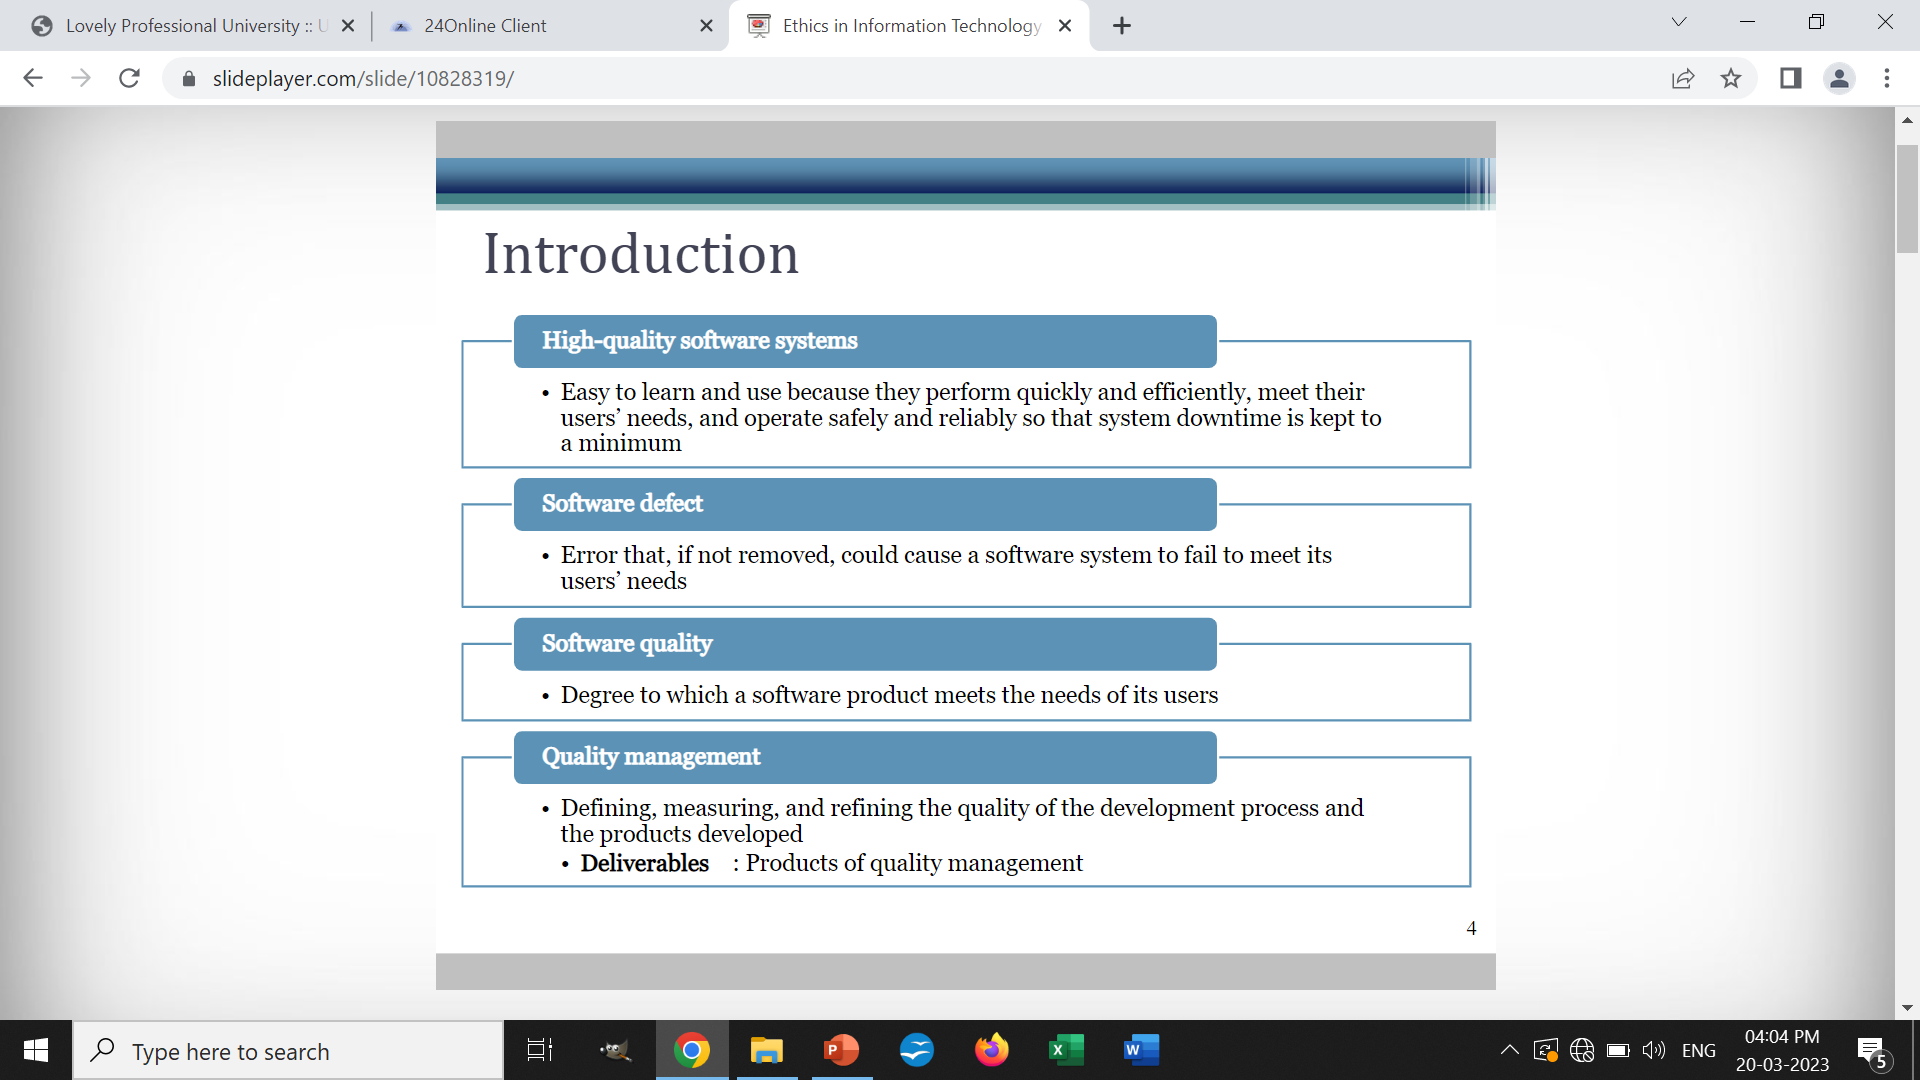 Lovely Professional University :: U
24Online Client
Ethics in Information Technology
slideplayer.com/slide/10828319/
Introduction
High-quality software systems
• Easy to learn and use because they perform quickly and efficiently, meet their
users’ needs, and operate safely and reliably so that system downtime is kept to
a minimum
Software defect
• Error that, if not removed, could cause a software system to fail to meet its
users’ needs
Software quality
• Degree to which a software product meets the needs of its users
Quality management
• Defining, measuring, and refining the quality of the development process and
the products developed
• Deliverables : Products of quality management
4
Type here to search
P
X
W
ENG
04:04 PM
20-03-2023
5